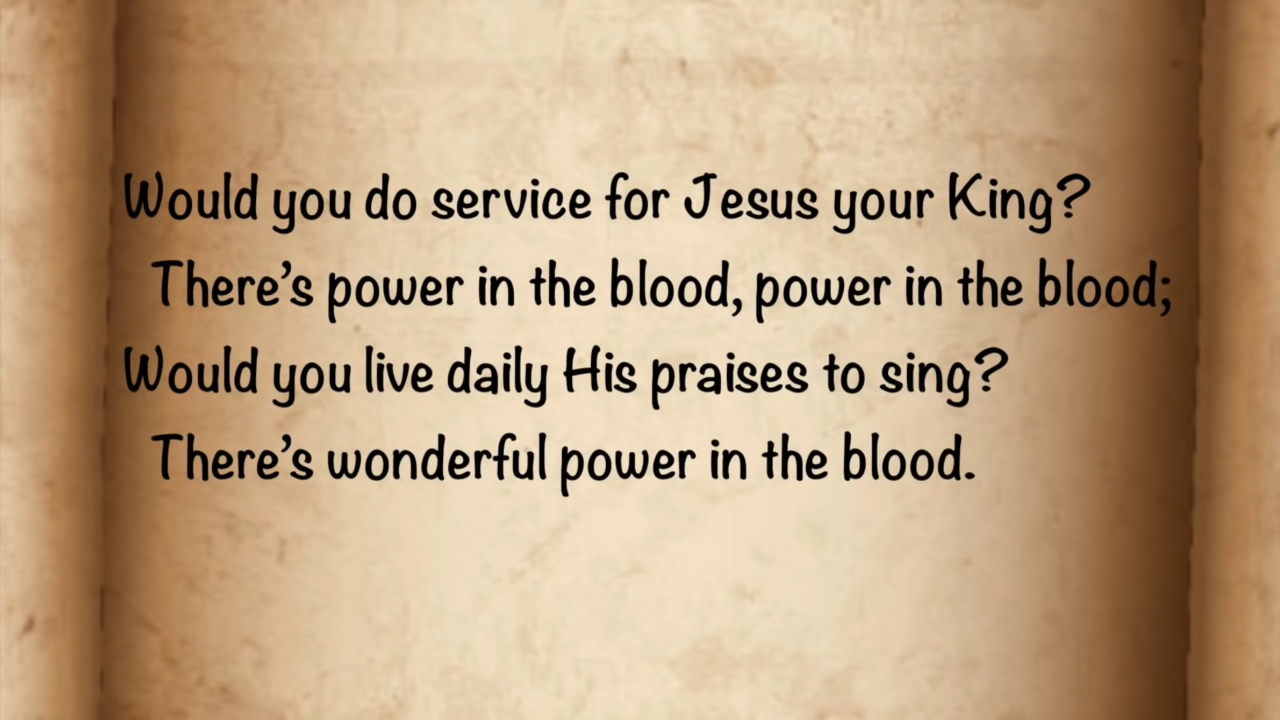 Would you do service for Jesus your King?
There’s power in the blood, power in the blood;
Would you live daily His praises to sing?
There’s wonderful power in the blood.